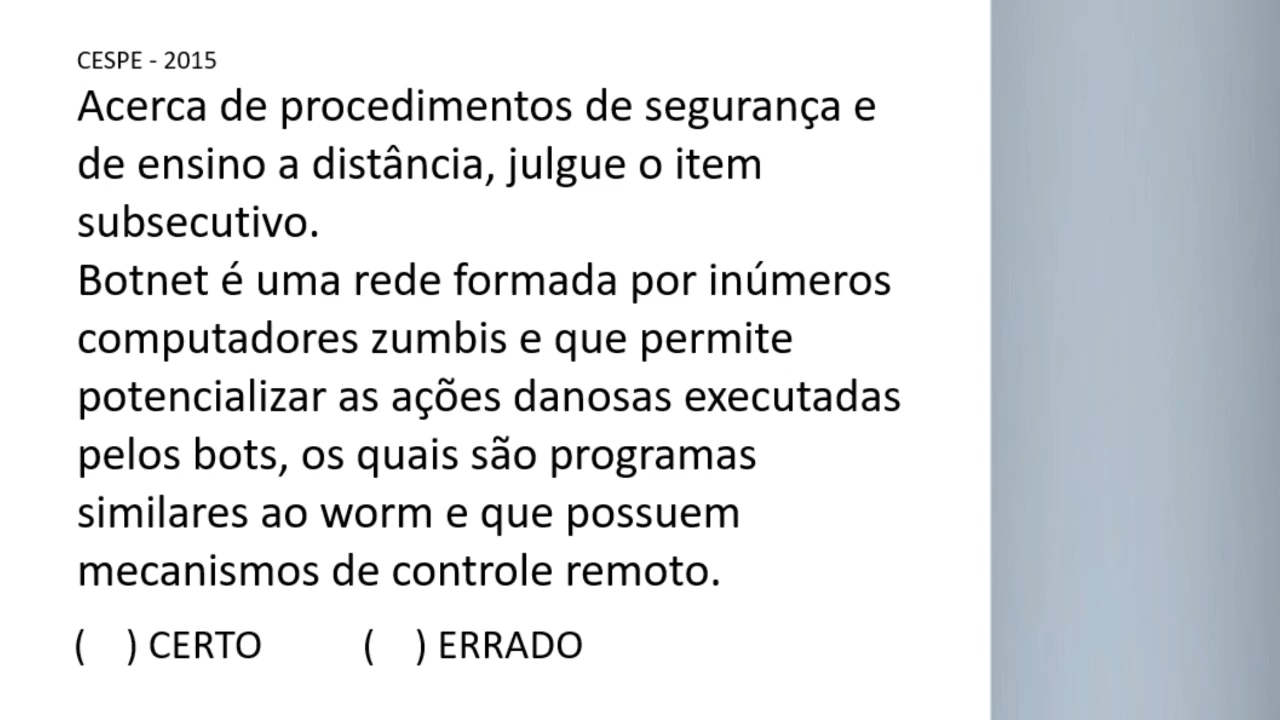 CESPE - 2015
Acerca de procedimentos de segurança e
de ensino a distância, julgue o item
subsecutivo.
Botnet é uma rede formada por inúmeros
computadores zumbis e que permite
potencializar as ações danosas executadas
pelos bots, os quais são programas
similares ao worm e que possuem
mecanismos de controle remoto.
( ) CERTO ( ) ERRADO